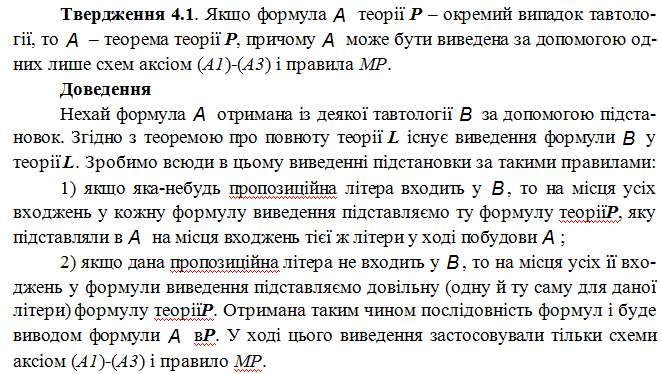 Твердження 4.1. Якщо формула A теорії P – окремий випадок тавтоло-
гії, то A – теорема теорії P, причому A може бути виведена за допомогою од-
них лише схем аксіом (A1)-(A3) і правила MP.
Доведення
Нехай формула A отримана із деякої тавтології B за допомогою підста-
новок. Згідно з теоремою про повноту теорії L існує виведення формули B у
теорії L. Зробимо всюди в цьому виведенні підстановки за такими правилами:
1) якщо яка-небудь пропозиційна літера входить у B, то на місця усіх
входжень у кожну формулу виведення підставляємо ту формулу теоріїP, яку
підставляли в A на місця входжень тієї ж літери у ході побудови A;
2) якщо дана пропозиційна літера не входить у B, то на місця усіх її вхо-
джень у формули виведення підставляємо довільну (одну й ту саму для даної
літери) формулу теоріїP. Отримана таким чином послідовність формул і буде
виводом формули A вP. У ході цього виведення застосовували тільки схеми
аксіом (A1)-(A3) і правило MP.